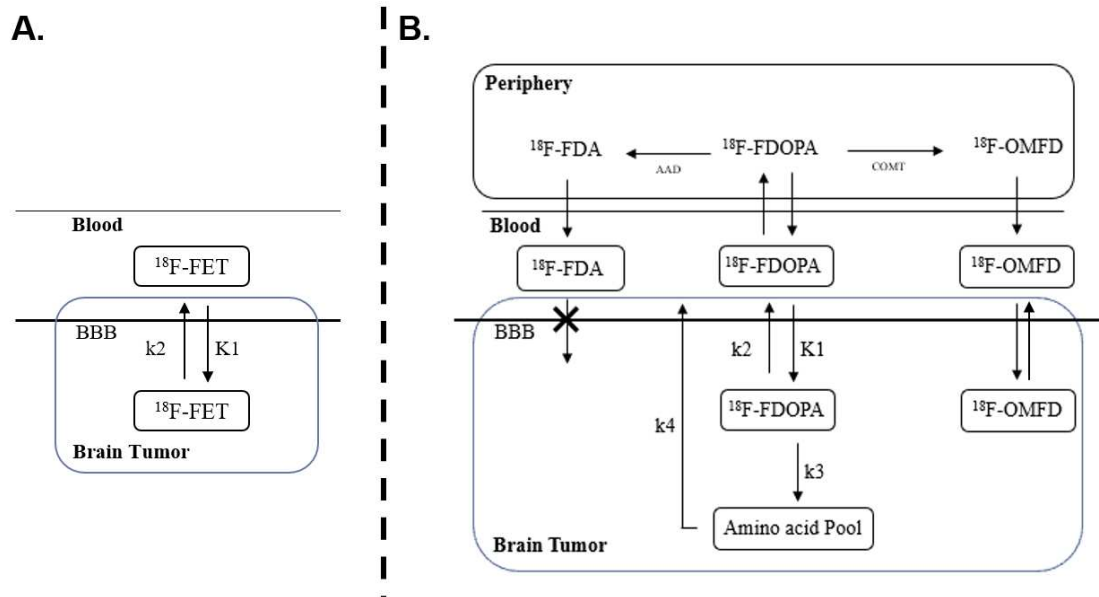 A.
Blood
¹⁸F-FET
BBB
k2
K1
¹⁸F-FET
Brain Tumor
B.
Periphery
¹⁸F-FDA
AAD
¹⁸F-FDOPA
COMT
¹⁸F-OMFD
Blood
¹⁸F-FDA
¹⁸F-FDOPA
¹⁸F-OMFD
BBB
k2
K1
¹⁸F-FDOPA
¹⁸F-OMFD
k4
k3
Amino acid Pool
Brain Tumor